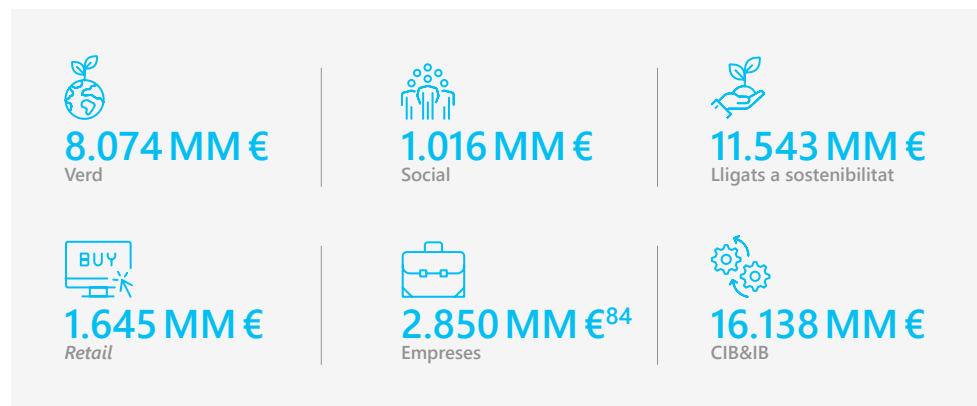 8.074 MM €
Verd
1.016 MM €
Social
11.543 MM €
Lligats a sostenibilitat
BUY
1.645 MM €
Retail
2.850 MM €84
Empreses
16.138 MM €
CIB&IB